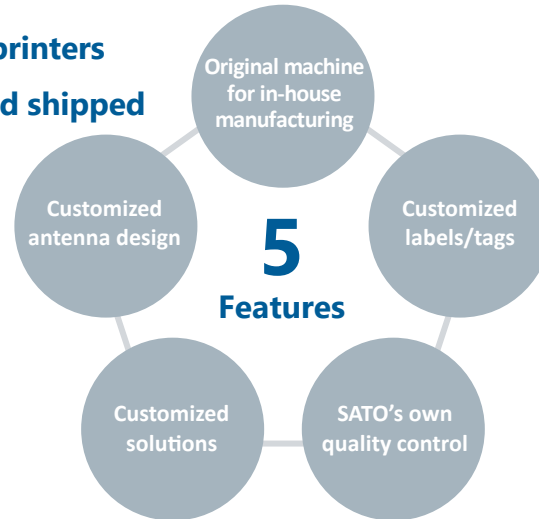 printers
d shipped
Original machine
for in-house
manufacturing
Customized
antenna design
Customized
labels/tags
5
Features
Customized
solutions
SATO's own
quality control